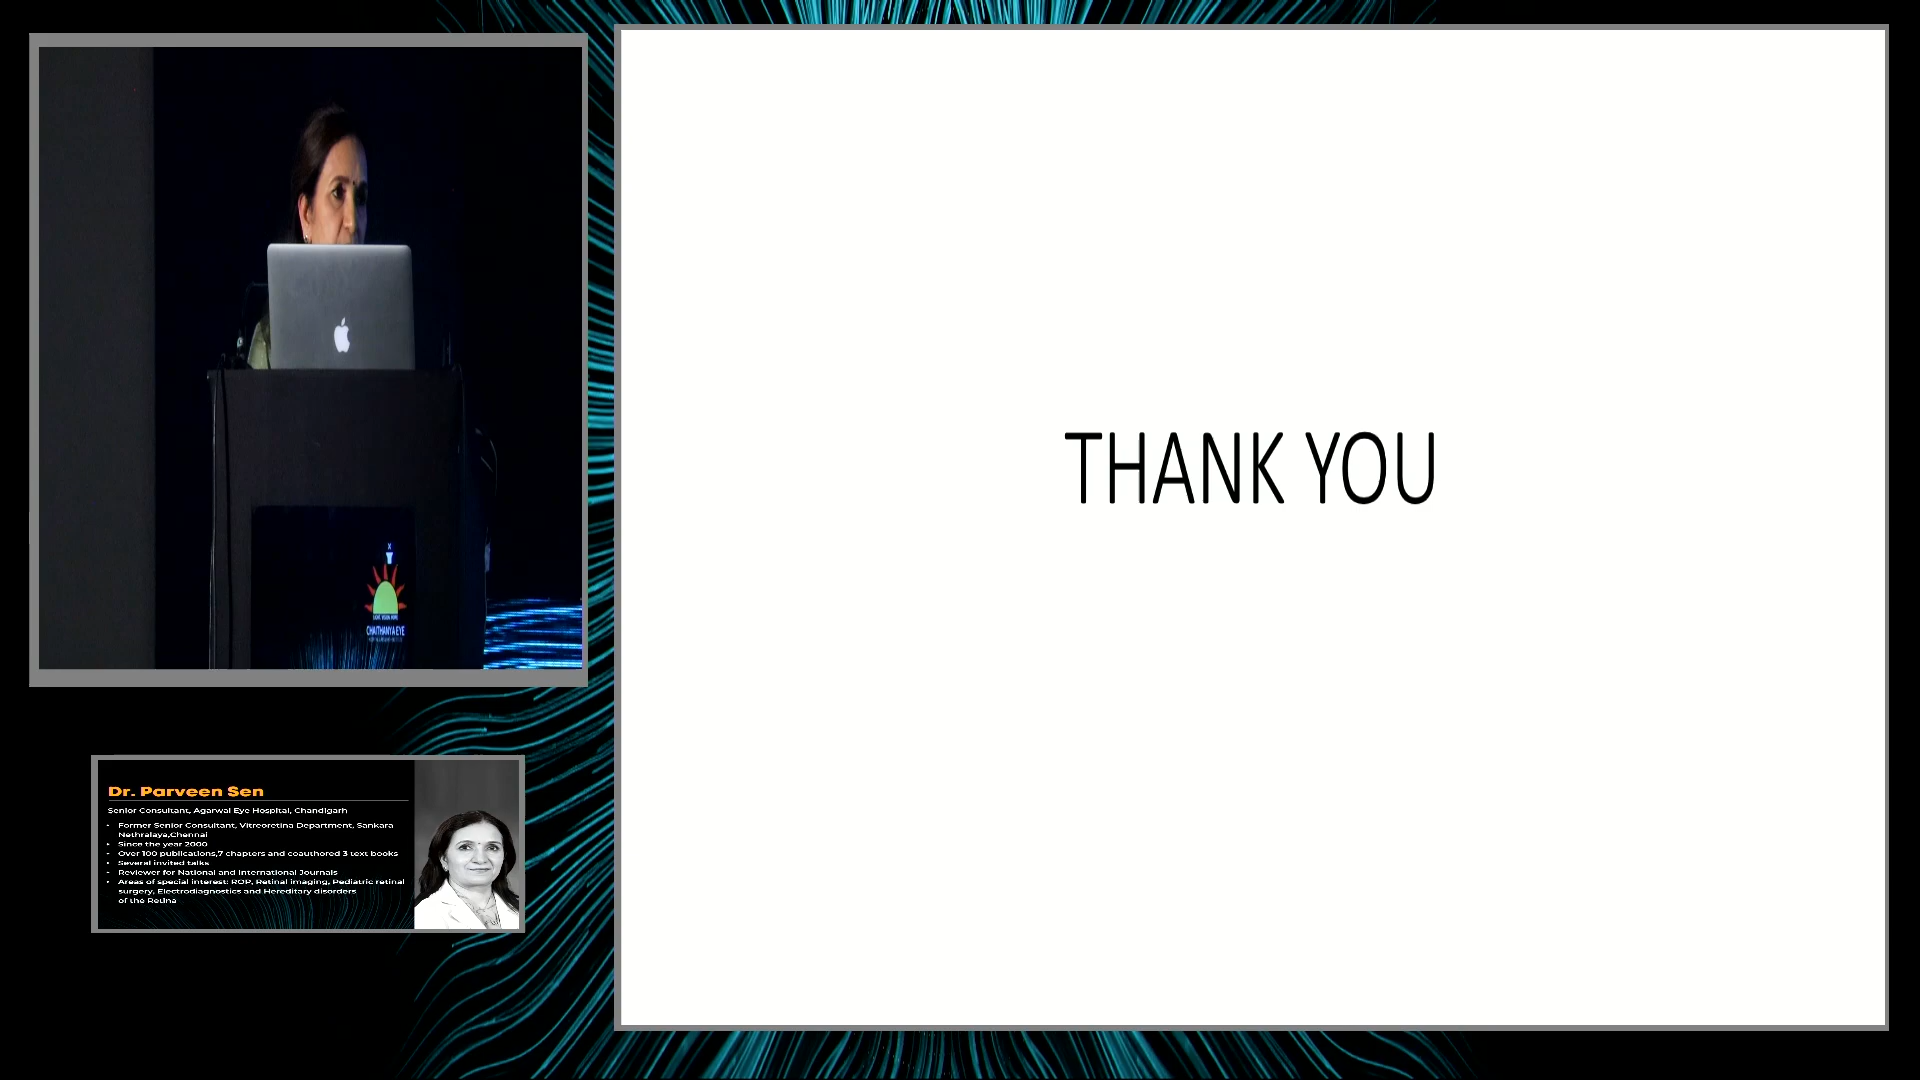 THANK YOU
CHAITHANYA EYE
Dr. Parveen Sen
Senior Consultant, Agarwal Eye Hospital, Chandigarh
• Former Senior Consultant, Vitreoretina Department, Sankara
Nethralaya,Chennai
• Since the year 2000
• Over 100 publications,7 chapters and coauthored 3 text books
• Several invited talks
• Reviewer for National and International Journals
• Areas of special interest: ROP, Retinal imaging, Pediatric retinal
surgery, Electrodiagnostics and Hereditary disorders
of the Retina